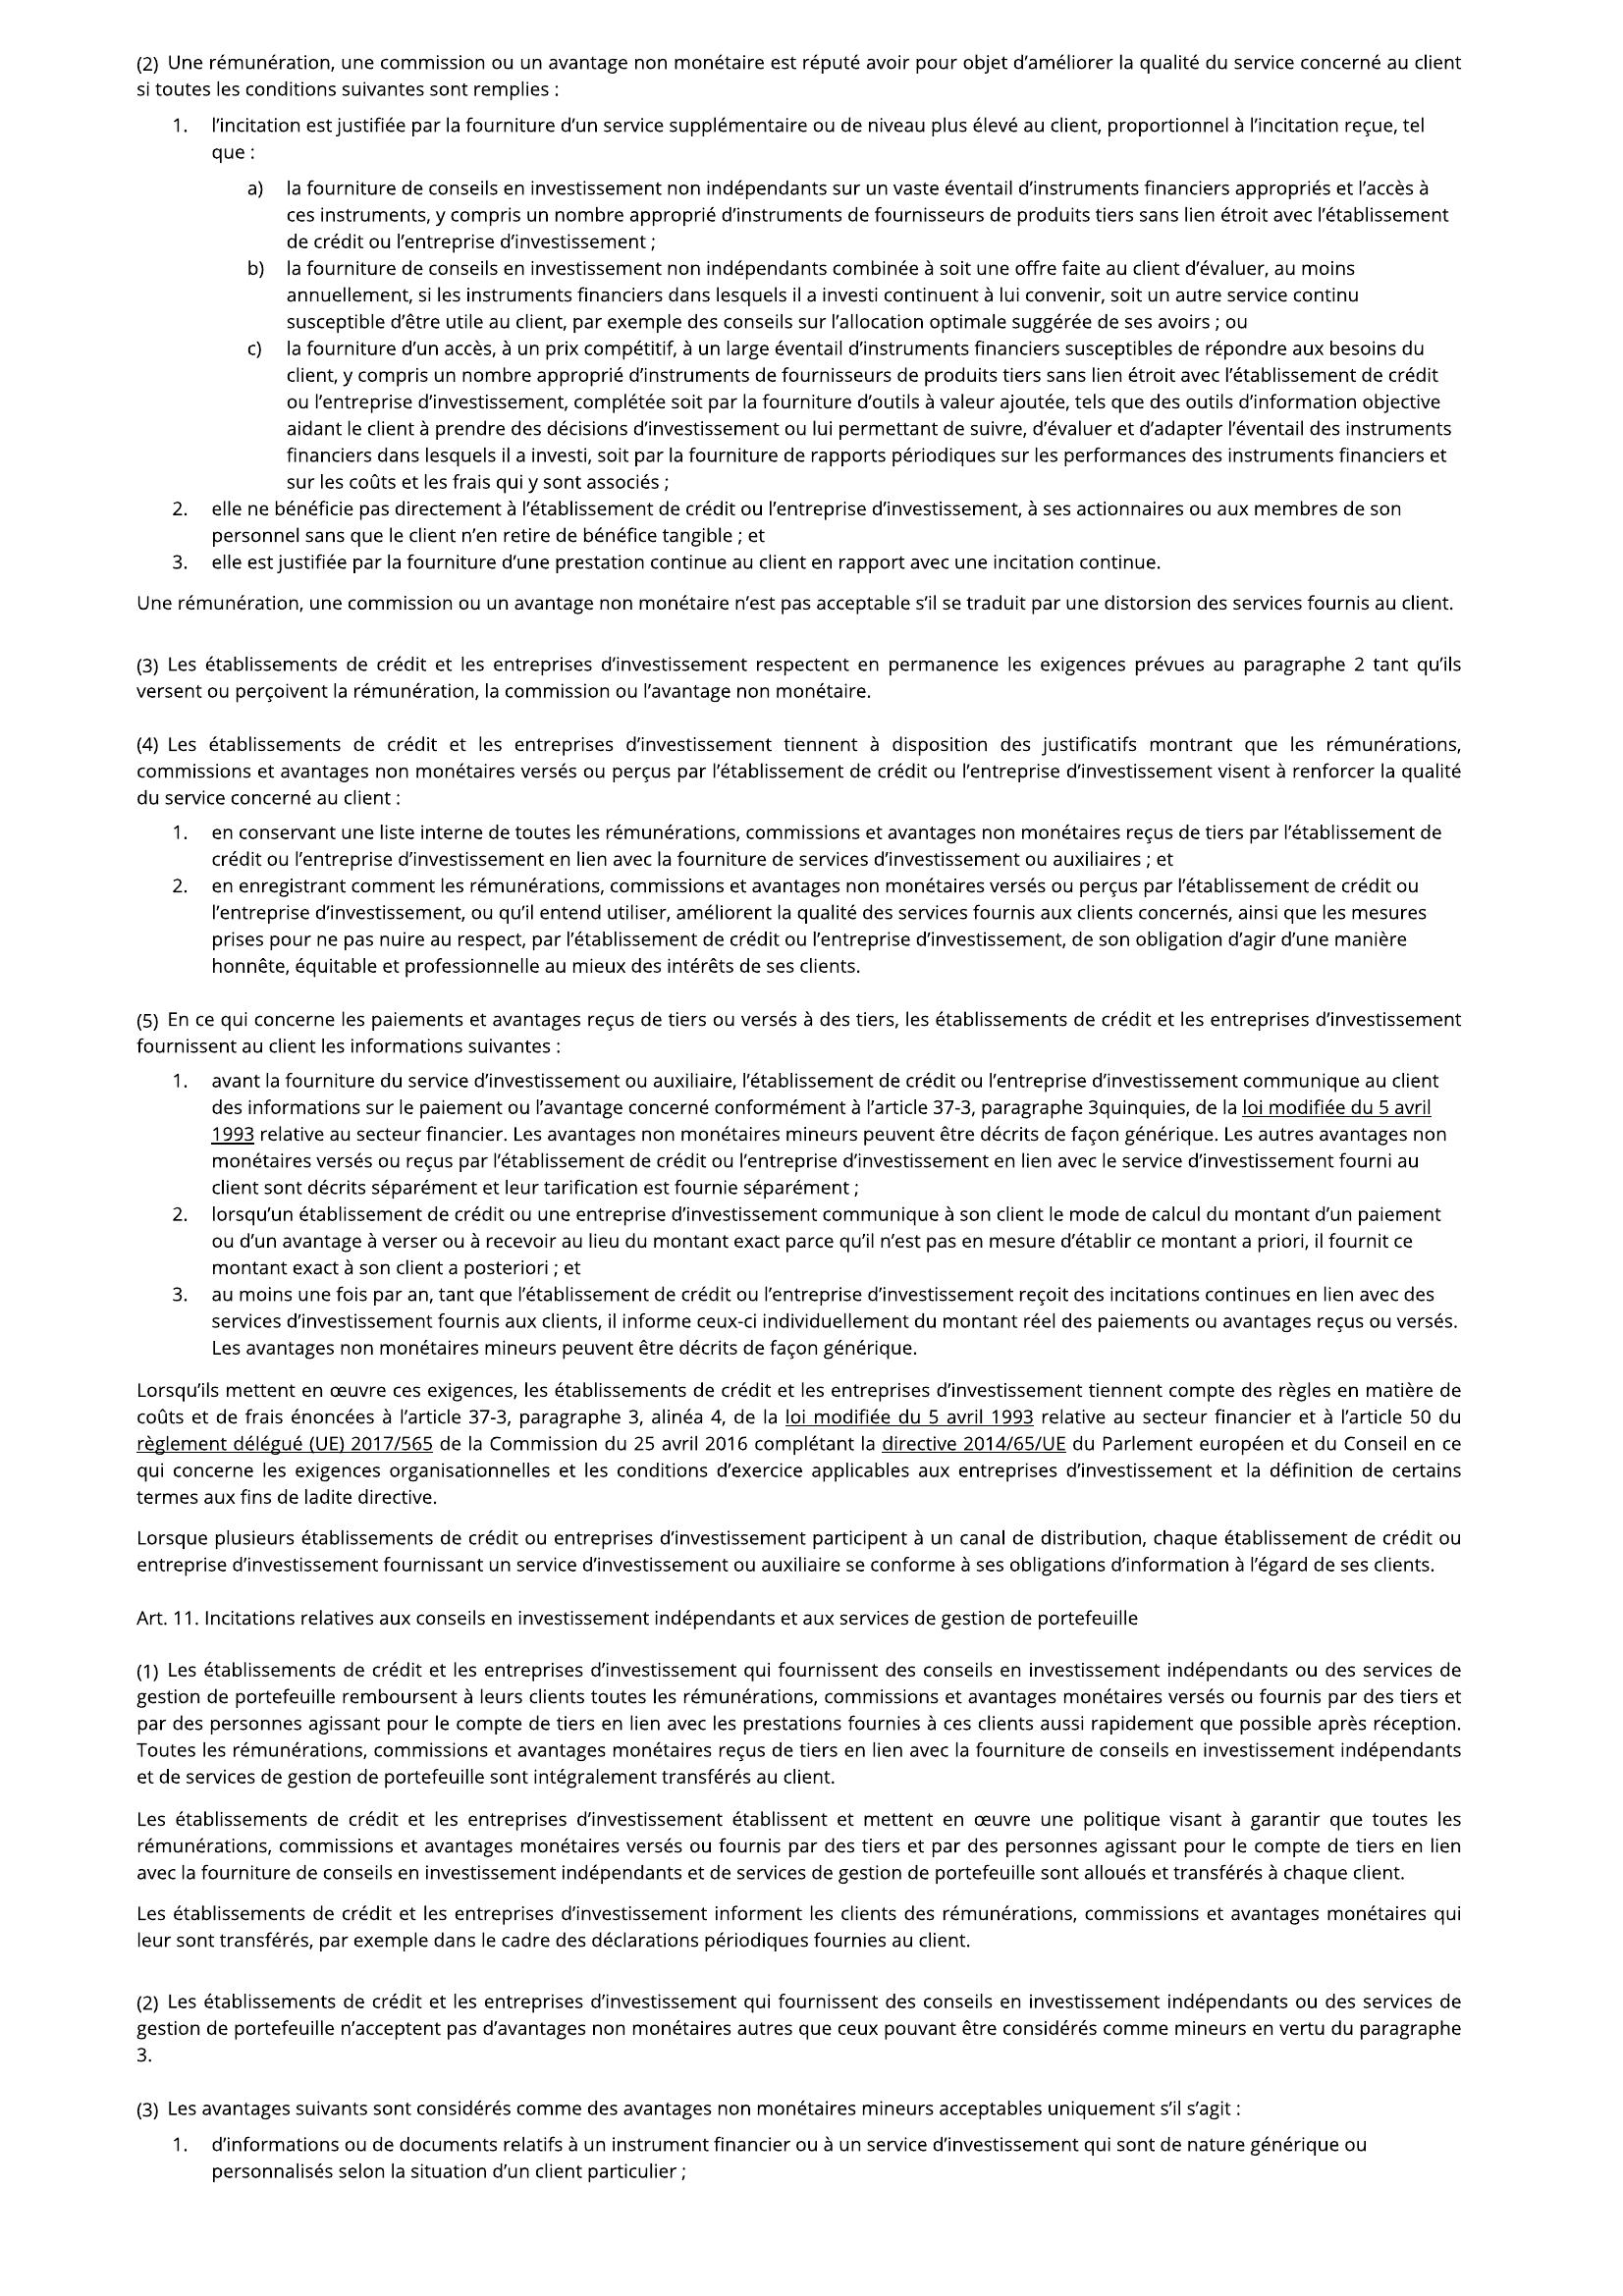 (2) Une rémunération, une commission ou un avantage non monétaire est réputé avoir pour objet d’améliorer la qualité du service concerné au client
si toutes les conditions suivantes sont remplies :
1. l’incitation est justifiée par la fourniture d’un service supplémentaire ou de niveau plus élevé au client, proportionnel à l’incitation reçue, tel
que :
a) la fourniture de conseils en investissement non indépendants sur un vaste éventail d’instruments financiers appropriés et l’accès à
ces instruments, y compris un nombre approprié d’instruments de fournisseurs de produits tiers sans lien étroit avec l’établissement
de crédit ou l’entreprise d’investissement ;
b) la fourniture de conseils en investissement non indépendants combinée à soit une offre faite au client d’évaluer, au moins
annuellement, si les instruments financiers dans lesquels il a investi continuent à lui convenir, soit un autre service continu
susceptible d’être utile au client, par exemple des conseils sur l’allocation optimale suggérée de ses avoirs ; ou
c) la fourniture d’un accès, à un prix compétitif, à un large éventail d’instruments financiers susceptibles de répondre aux besoins du
client, y compris un nombre approprié d’instruments de fournisseurs de produits tiers sans lien étroit avec l’établissement de crédit
ou l’entreprise d’investissement, complétée soit par la fourniture d’outils à valeur ajoutée, tels que des outils d’information objective
aidant le client à prendre des décisions d’investissement ou lui permettant de suivre, d’évaluer et d’adapter l’éventail des instruments
financiers dans lesquels il a investi, soit par la fourniture de rapports périodiques sur les performances des instruments financiers et
sur les coûts et les frais qui y sont associés ;
2. elle ne bénéficie pas directement à l’établissement de crédit ou l’entreprise d’investissement, à ses actionnaires ou aux membres de son
personnel sans que le client n’en retire de bénéfice tangible ; et
3. elle est justifiée par la fourniture d’une prestation continue au client en rapport avec une incitation continue.
Une rémunération, une commission ou un avantage non monétaire n’est pas acceptable s’il se traduit par une distorsion des services fournis au client.
(3) Les établissements de crédit et les entreprises d’investissement respectent en permanence les exigences prévues au paragraphe 2 tant qu’ils
versent ou perçoivent la rémunération, la commission ou l’avantage non monétaire.
(4) Les établissements de crédit et les entreprises d’investissement tiennent à disposition des justificatifs montrant que les rémunérations,
commissions et avantages non monétaires versés ou perçus par l’établissement de crédit ou l’entreprise d’investissement visent à renforcer la qualité
du service concerné au client :
1. en conservant une liste interne de toutes les rémunérations, commissions et avantages non monétaires reçus de tiers par l’établissement de
crédit ou l’entreprise d’investissement en lien avec la fourniture de services d’investissement ou auxiliaires ; et
2. en enregistrant comment les rémunérations, commissions et avantages non monétaires versés ou perçus par l’établissement de crédit ou
l’entreprise d’investissement, ou qu’il entend utiliser, améliorent la qualité des services fournis aux clients concernés, ainsi que les mesures
prises pour ne pas nuire au respect, par l’établissement de crédit ou l’entreprise d’investissement, de son obligation d’agir d’une manière
honnête, équitable et professionnelle au mieux des intérêts de ses clients.
(5) En ce qui concerne les paiements et avantages reçus de tiers ou versés à des tiers, les établissements de crédit et les entreprises d’investissement
fournissent au client les informations suivantes :
1. avant la fourniture du service d’investissement ou auxiliaire, l’établissement de crédit ou l’entreprise d’investissement communique au client
des informations sur le paiement ou l’avantage concerné conformément à l’article 37-3, paragraphe 3quinquies, de la loi modifiée du 5 avril
1993 relative au secteur financier. Les avantages non monétaires mineurs peuvent être décrits de façon générique. Les autres avantages non
monétaires versés ou reçus par l’établissement de crédit ou l’entreprise d’investissement en lien avec le service d’investissement fourni au
client sont décrits séparément et leur tarification est fournie séparément ;
2. lorsqu’un établissement de crédit ou une entreprise d’investissement communique à son client le mode de calcul du montant d’un paiement
ou d’un avantage à verser ou à recevoir au lieu du montant exact parce qu’il n’est pas en mesure d’établir ce montant a priori, il fournit ce
montant exact à son client a posteriori ; et
3. au moins une fois par an, tant que l’établissement de crédit ou l’entreprise d’investissement reçoit des incitations continues en lien avec des
services d’investissement fournis aux clients, il informe ceux-ci individuellement du montant réel des paiements ou avantages reçus ou versés.
Les avantages non monétaires mineurs peuvent être décrits de façon générique.
Lorsqu’ils mettent en œuvre ces exigences, les établissements de crédit et les entreprises d’investissement tiennent compte des règles en matière de
coûts et de frais énoncées à l’article 37-3, paragraphe 3, alinéa 4, de la loi modifiée du 5 avril 1993 relative au secteur financier et à l’article 50 du
règlement délégué (UE) 2017/565 de la Commission du 25 avril 2016 complétant la directive 2014/65/UE du Parlement européen et du Conseil en ce
qui concerne les exigences organisationnelles et les conditions d’exercice applicables aux entreprises d’investissement et la définition de certains
termes aux fins de ladite directive.
Lorsque plusieurs établissements de crédit ou entreprises d’investissement participent à un canal de distribution, chaque établissement de crédit ou
entreprise d’investissement fournissant un service d’investissement ou auxiliaire se conforme à ses obligations d’information à l’égard de ses clients.
Art. 11. Incitations relatives aux conseils en investissement indépendants et aux services de gestion de portefeuille
(1) Les établissements de crédit et les entreprises d’investissement qui fournissent des conseils en investissement indépendants ou des services de
gestion de portefeuille remboursent à leurs clients toutes les rémunérations, commissions et avantages monétaires versés ou fournis par des tiers et
par des personnes agissant pour le compte de tiers en lien avec les prestations fournies à ces clients aussi rapidement que possible après réception.
Toutes les rémunérations, commissions et avantages monétaires reçus de tiers en lien avec la fourniture de conseils en investissement indépendants
et de services de gestion de portefeuille sont intégralement transférés au client.
Les établissements de crédit et les entreprises d’investissement établissent et mettent en œuvre une politique visant à garantir que toutes les
rémunérations, commissions et avantages monétaires versés ou fournis par des tiers et par des personnes agissant pour le compte de tiers en lien
avec la fourniture de conseils en investissement indépendants et de services de gestion de portefeuille sont alloués et transférés à chaque client.
Les établissements de crédit et les entreprises d’investissement informent les clients des rémunérations, commissions et avantages monétaires qui
leur sont transférés, par exemple dans le cadre des déclarations périodiques fournies au client.
(2) Les établissements de crédit et les entreprises d’investissement qui fournissent des conseils en investissement indépendants ou des services de
gestion de portefeuille n’acceptent pas d’avantages non monétaires autres que ceux pouvant être considérés comme mineurs en vertu du paragraphe
3.
(3) Les avantages suivants sont considérés comme des avantages non monétaires mineurs acceptables uniquement s’il s’agit :
1. d’informations ou de documents relatifs à un instrument financier ou à un service d’investissement qui sont de nature générique ou
personnalisés selon la situation d’un client particulier ;